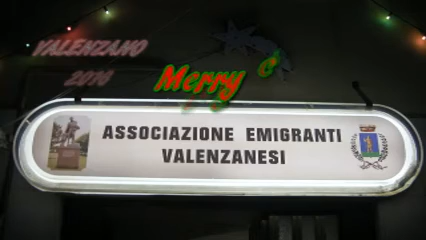 VALENZANO
2016
Merry C
ASSOCIAZIONE EMIGRANTI
VALENZANESI